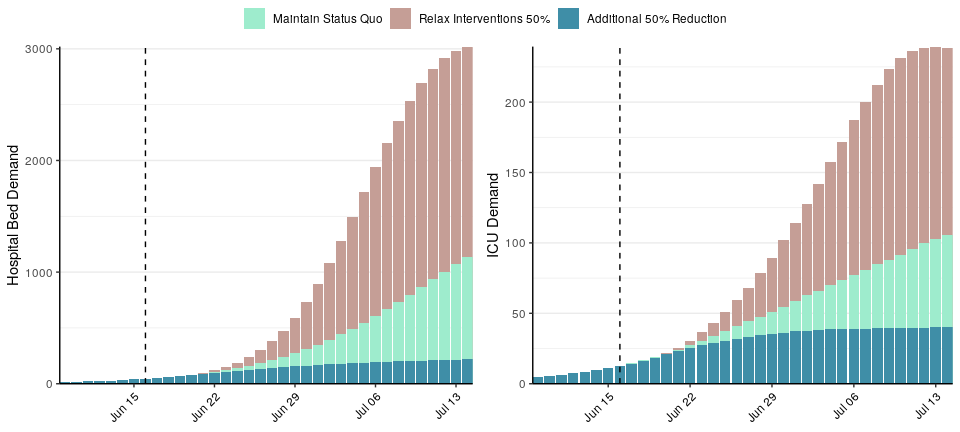 Maintain Status Quo Relax Interventions 50% Additional 50% Reduction
Hospital Bed Demand
3000
2000
1000
0
Jun 15 Jun 22 Jun 29 Jul 06 Jul 13
ICU Demand
200
150
100
50
0
Jun 15 Jun 22 Jun 29 Jul 06 Jul 13